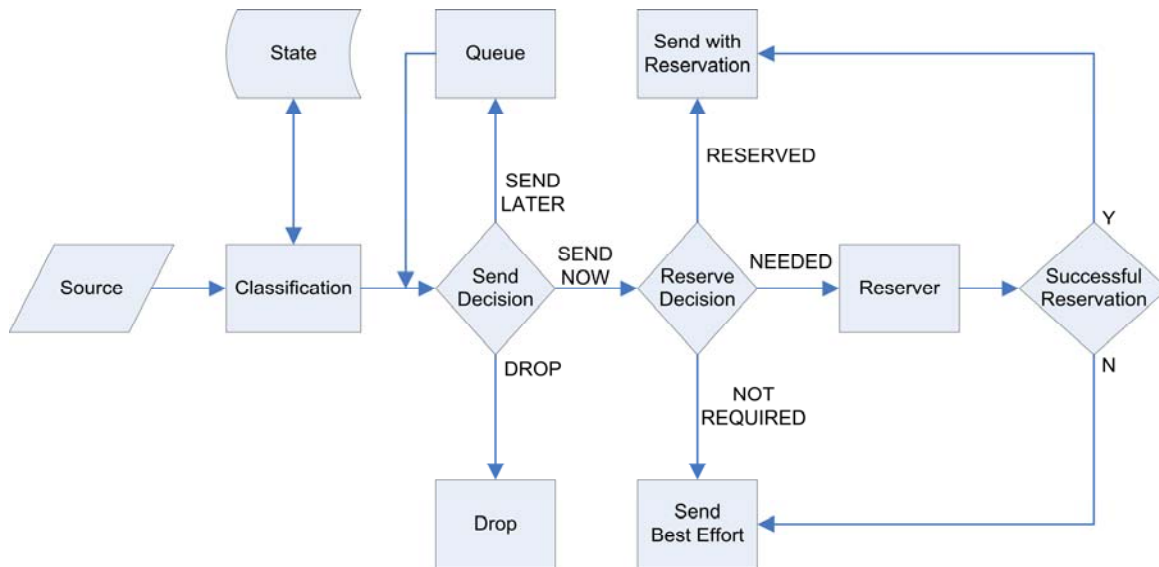 State
Queue
Send with
Reservation
RESERVED
SEND
LATER
Y
Source
Classification
Send
Decision
SEND
NOW
Reserve
Decision
NEEDED
Reserver
Successful
Reservation
DROP
N
NOT
REQUIRED
Drop
Send
Best Effort